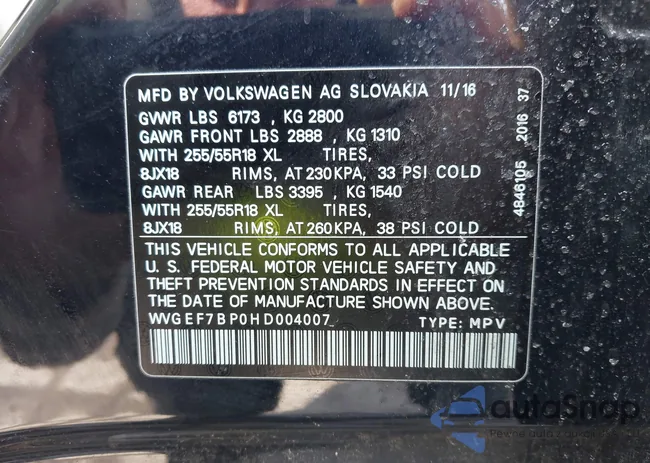 MFD BY VOLKSWAGEN AG SLOVAKIA 11/16
GVWR LBS 6173 , KG 2800
GAWR FRONT LBS 2888 , KG 1310
WITH 255/55R18 XL TIRES,
8JX18 RIMS, AT 230KPA, 33 PSI COLD
GAWR REAR LBS 3395 , KG 1540
WITH 255/55R18 XL TIRES,
8JX18 RIMS, AT 260KPA, 38 PSI COLD
THIS VEHICLE CONFORMS TO ALL APPLICABLE
U. S. FEDERAL MOTOR VEHICLE SAFETY AND
THEFT PREVENTION STANDARDS IN EFFECT ON
THE DATE OF MANUFACTURE SHOWN ABOVE.
WVGEF7BP0HD004007 TYPE: MPV
4846105 2016 37
autoSnap
Pewne auta z aukcji